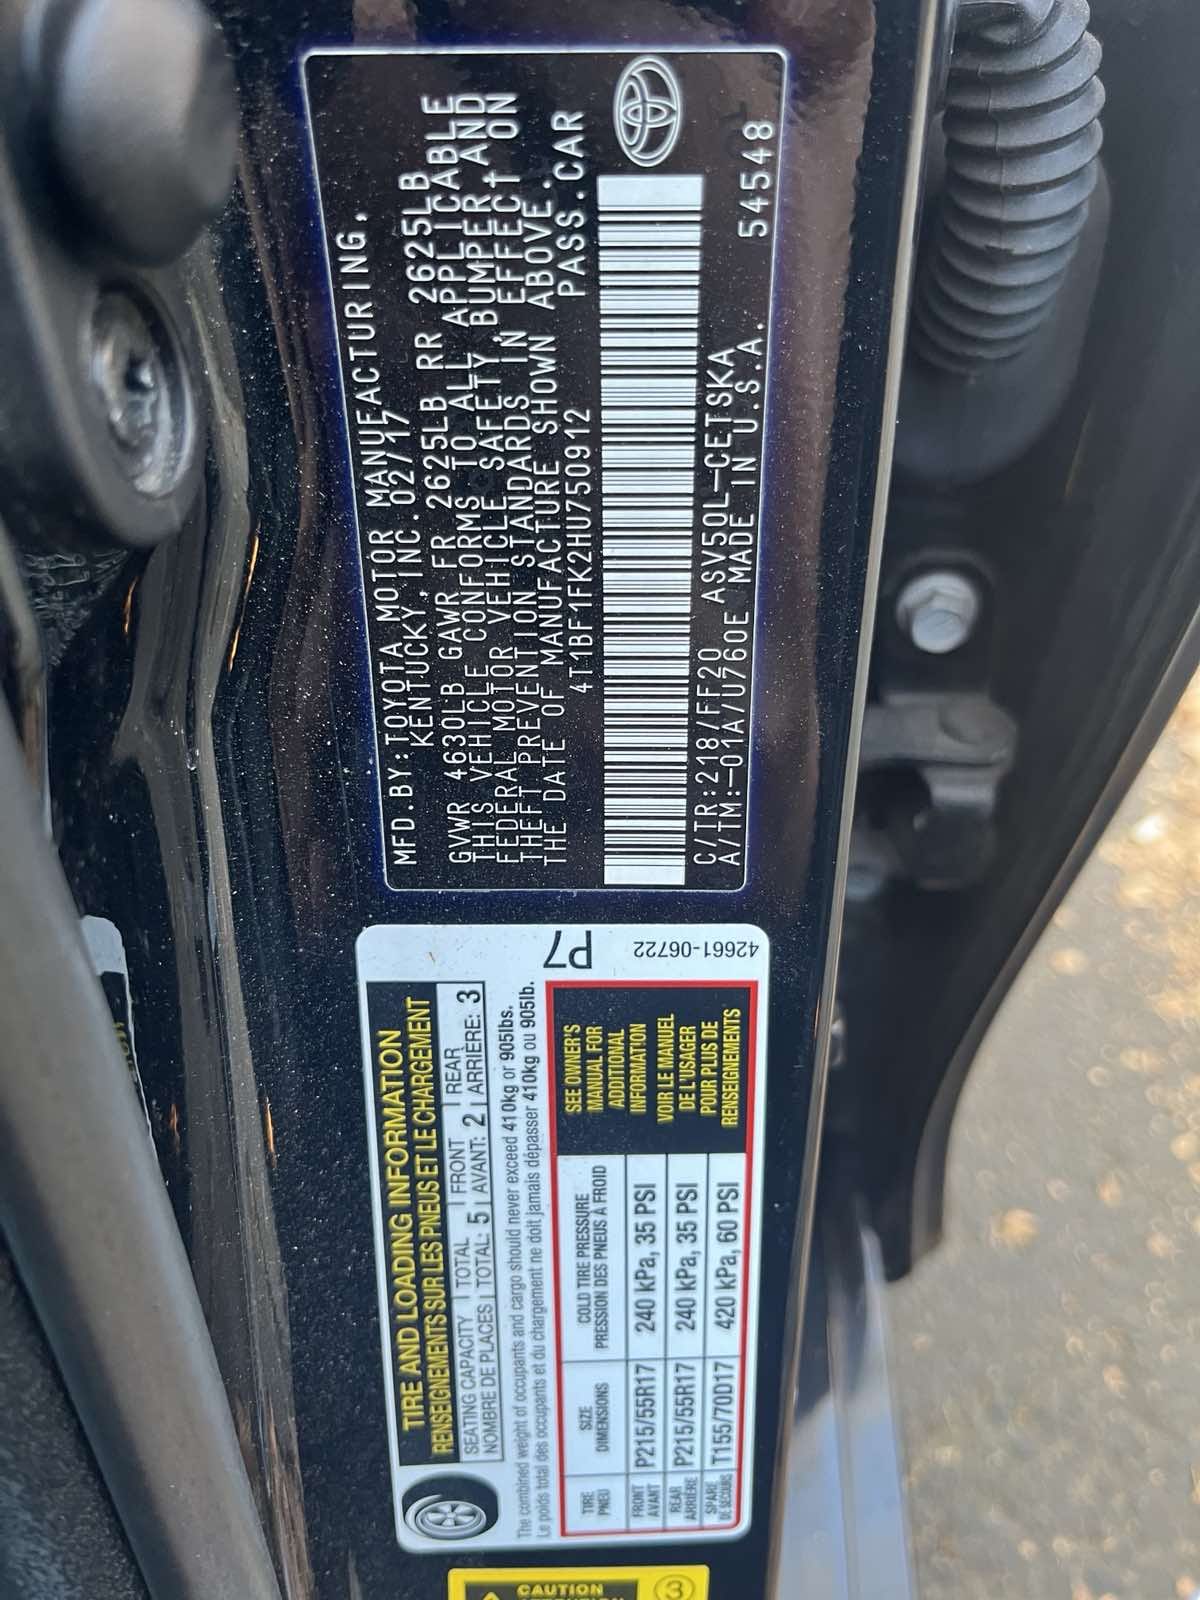 MFD.BY:TOYOTA MOTOR MANUFACTURING,
KENTUCKY,INC.02/17
GVWR 4630LB GAWR FR 2625LB RR 2625LB
THIS VEHICLE CONFORMS TO ALL APPLICABLE
FEDERAL MOTOR VEHICLE SAFETY,BUMPER,AND
THEFT PREVENTION STANDARDS IN EFFECT ON
THE DATE OF MANUFACTURE SHOWN ABOVE.
4T1BF1FK2HU750912 PASS.CAR
C/TR:218/FF20 ASV50L-CETSKA 54548
A/TM:-01A/U760E MADE IN U.S.A.
TIRE AND LOADING INFORMATION
RENSEIGNEMENTS SUR LES PNEUS ET LE CHARGEMENT
SEATING CAPACITY TOTAL FRONT REAR
NOMBRE DE PLACES TOTAL: 5 AVANT: 2 ARRIÈRE: 3
The combined weight of occupants and cargo should never exceed 410kg or 905lbs.
Le poids total des occupants et du chargement ne doit jamais dépasser 410kg ou 905lb.
P7
42661-06722
TIRE SIZE COLD TIRE PRESSURE
PNEU DIMENSIONS PRESSION DES PNEUS À FROID
FRONT
AVANT P215/55R17 240 kPa, 35 PSI
REAR
ARRIÈRE P215/55R17 240 kPa, 35 PSI
SPARE
DE SECOURS T155/70D17 420 kPa, 60 PSI
SEE OWNER'S
MANUAL FOR
ADDITIONAL
INFORMATION
VOIR LE MANUEL
DE L'USAGER
POUR PLUS DE
RENSEIGNEMENTS
CAUTION
3